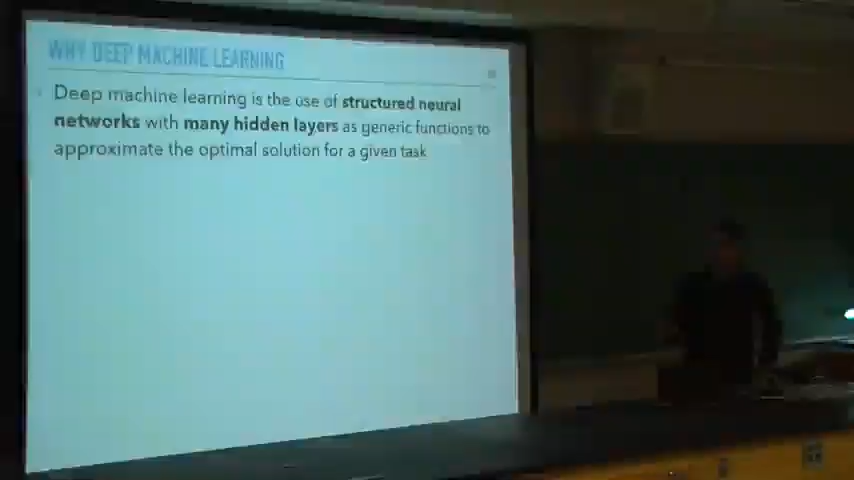 WHY DEEP MACHINE LEARNING
Deep machine learning is the use of structured neural
networks with many hidden layers as generic functions to
approximate the optimal solution for a given task